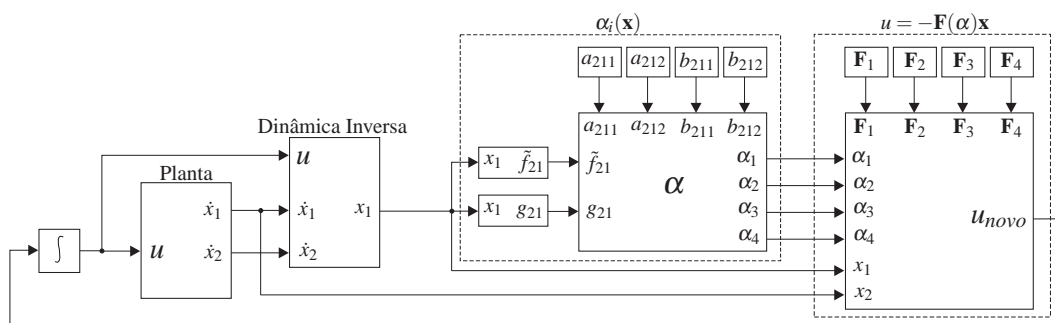 αᵢ(𝐱)
u = −𝐅(α)𝐱
a₂₁₁ a₂₁₂ b₂₁₁ b₂₁₂
𝐅₁ 𝐅₂ 𝐅₃ 𝐅₄
Dinâmica Inversa
u
ẋ₁
ẋ₂
x₁
Planta
u
ẋ₁
ẋ₂
∫
x₁ f̃₂₁
x₁ g₂₁
a₂₁₁ a₂₁₂ b₂₁₁ b₂₁₂
f̃₂₁
g₂₁
α
α₁
α₂
α₃
α₄
𝐅₁ 𝐅₂ 𝐅₃ 𝐅₄
α₁
α₂
α₃
α₄
x₁
x₂
u_novo